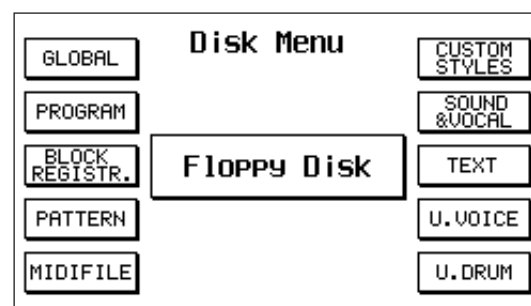 Disk Menu
GLOBAL
PROGRAM
BLOCK
REGISTR.
PATTERN
MIDIFILE
Floppy Disk
CUSTOM
STYLES
SOUND
&VOCAL
TEXT
U.VOICE
U.DRUM